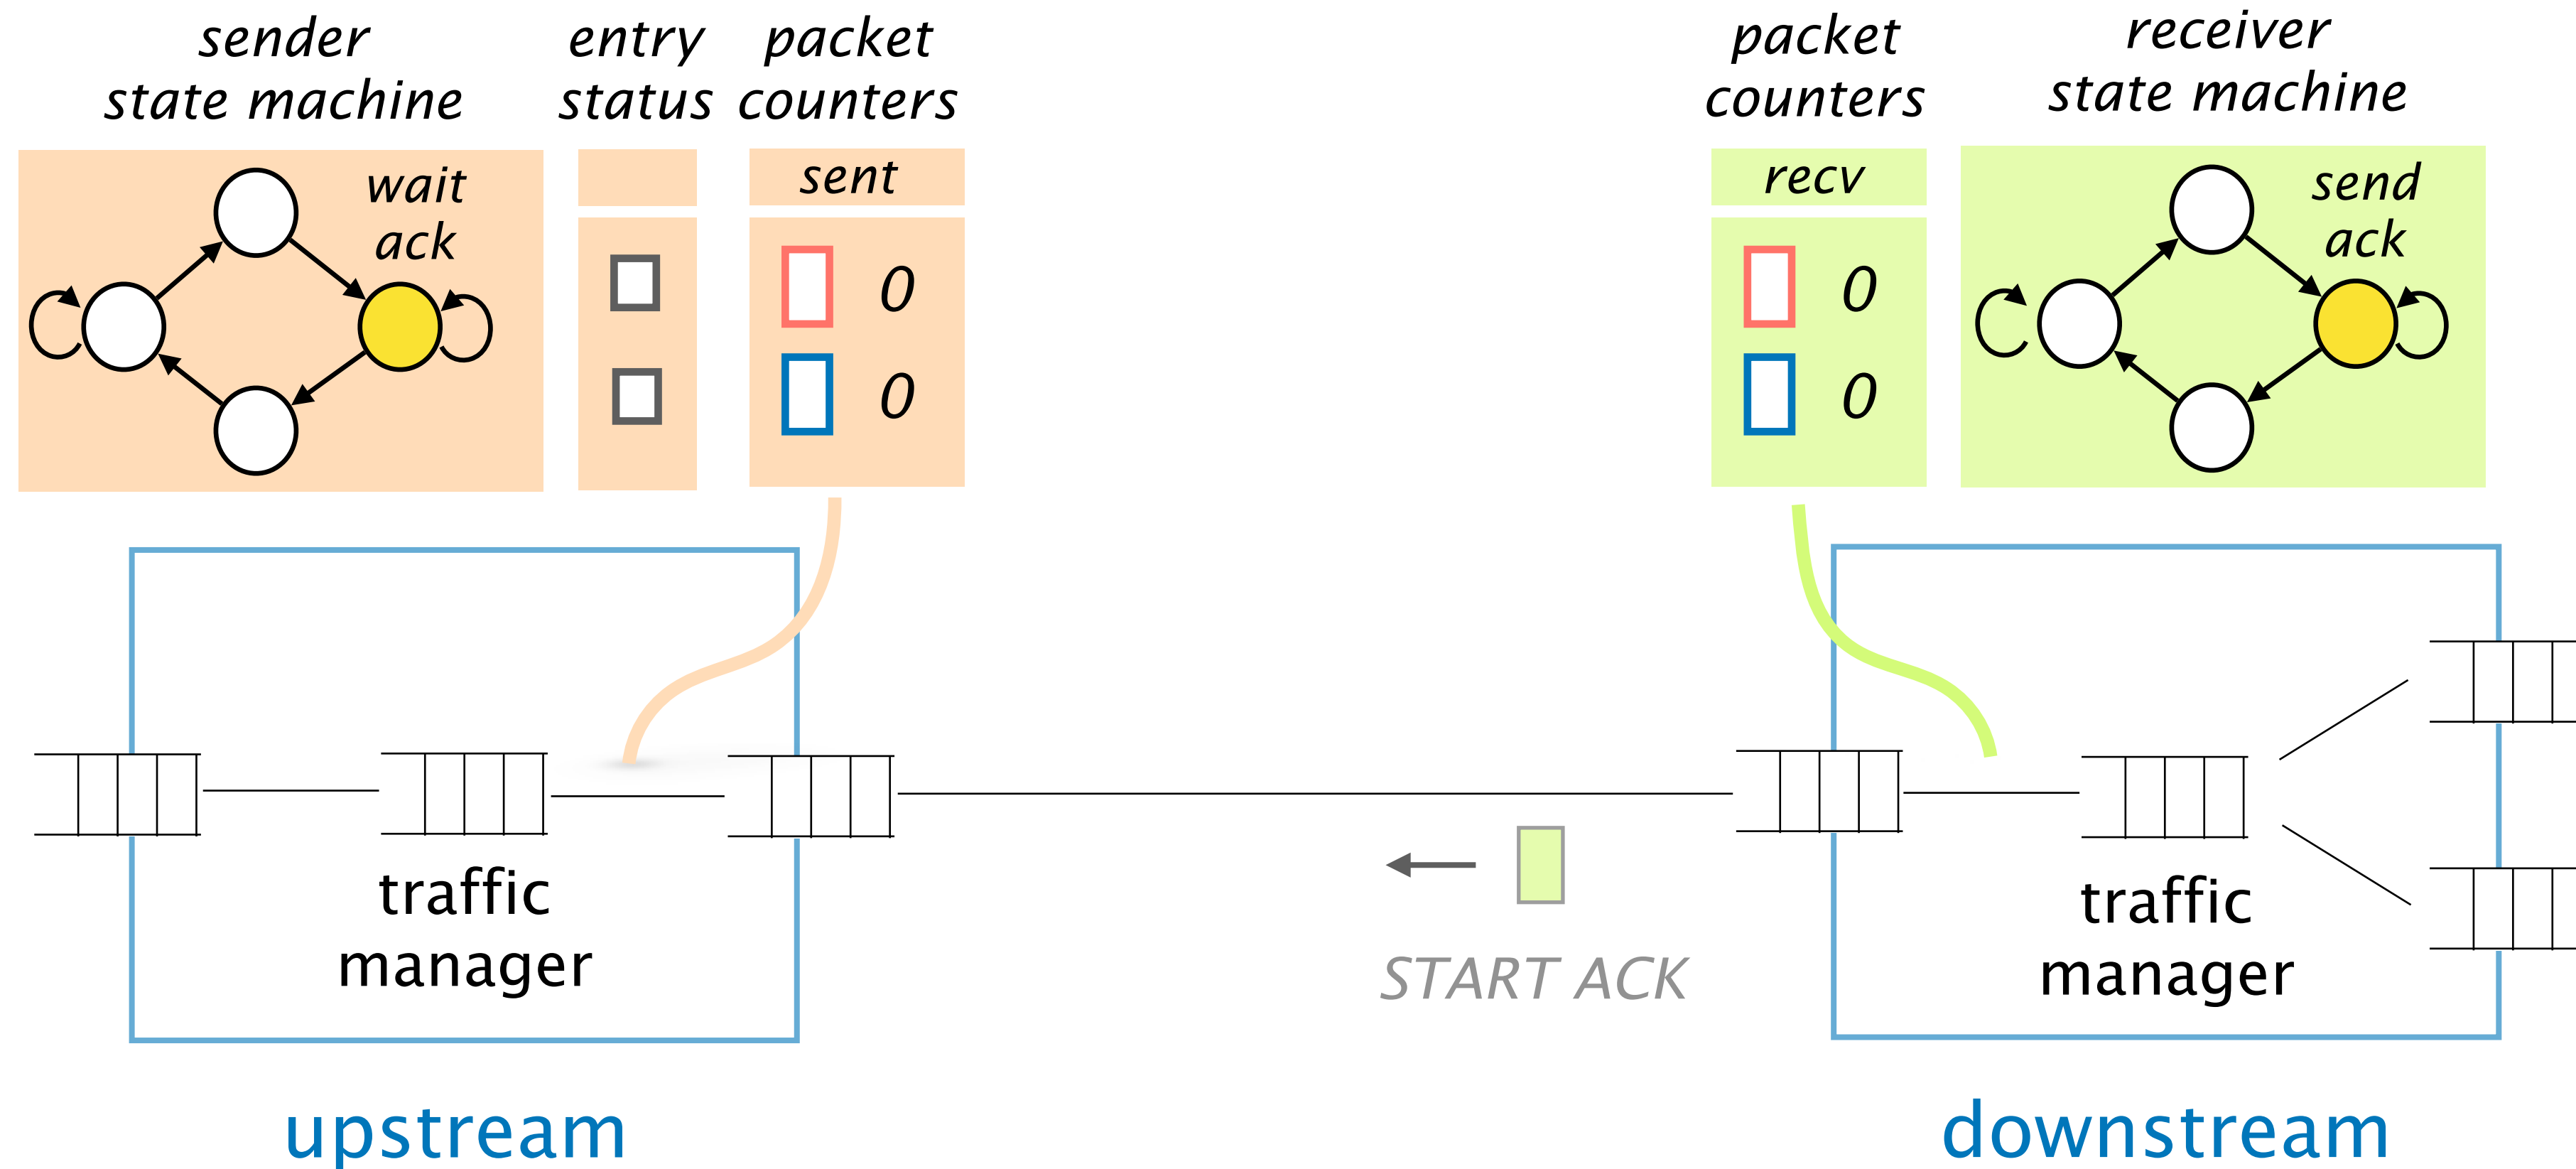 sender
state machine
entry
status
packet
counters
packet
counters
receiver
state machine
wait
ack
sent
0
0
recv
0
0
send
ack
traffic
manager
START ACK
traffic
manager
upstream
downstream